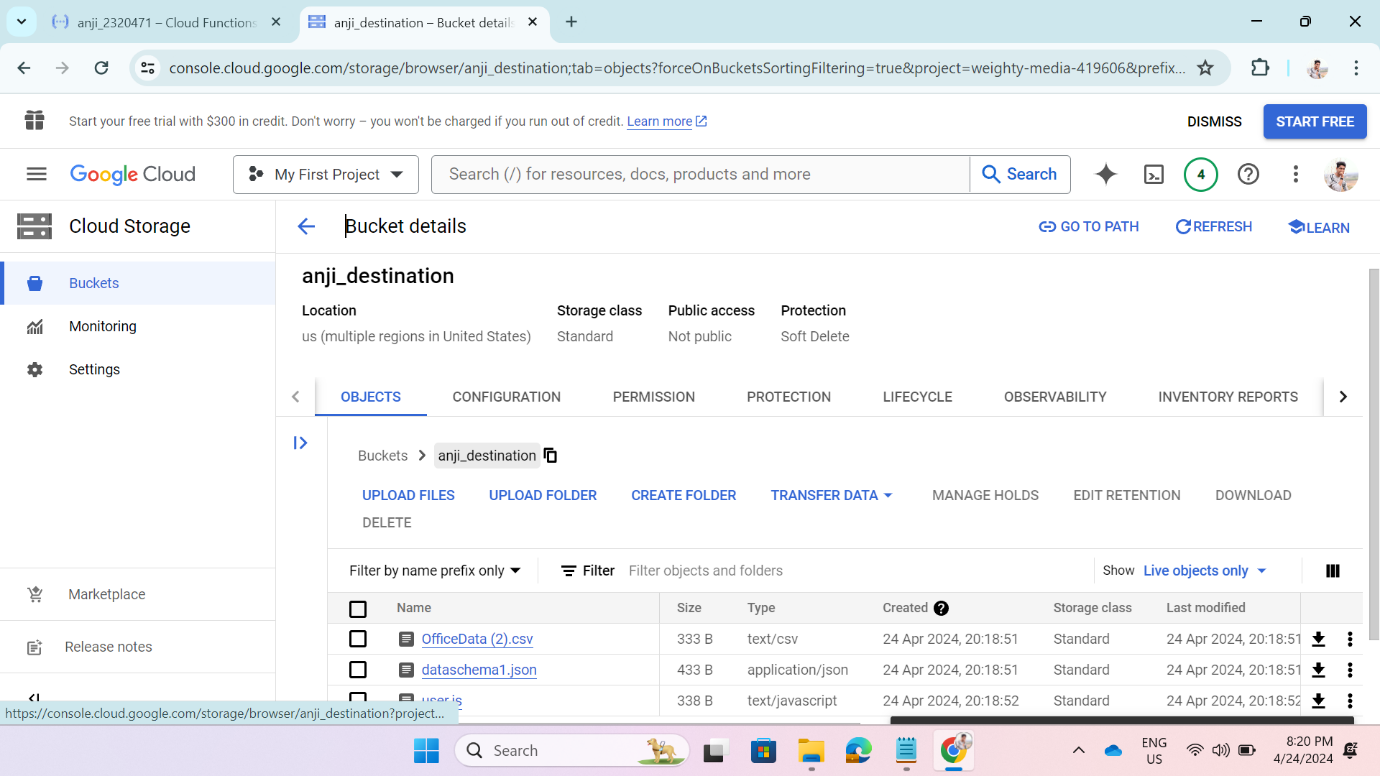 anji_2320471 – Cloud Functions
anji_destination – Bucket details
console.cloud.google.com/storage/browser/anji_destination;tab=objects?forceOnBucketsSortingFiltering=true&project=weighty-media-419606&prefix...
Start your free trial with $300 in credit. Don't worry – you won't be charged if you run out of credit. Learn more
DISMISS
START FREE
Google Cloud
My First Project
Search (/) for resources, docs, products and more
Search
4
Cloud Storage
Bucket details
GO TO PATH
REFRESH
LEARN
Buckets
Monitoring
Settings
Marketplace
Release notes
anji_destination
Location Storage class Public access Protection
us (multiple regions in United States) Standard Not public Soft Delete
OBJECTS CONFIGURATION PERMISSION PROTECTION LIFECYCLE OBSERVABILITY INVENTORY REPORTS
Buckets anji_destination
UPLOAD FILES UPLOAD FOLDER CREATE FOLDER TRANSFER DATA MANAGE HOLDS EDIT RETENTION DOWNLOAD
DELETE
Filter by name prefix only Filter Filter objects and folders Show Live objects only
Name Size Type Created Storage class Last modified
OfficeData (2).csv 333 B text/csv 24 Apr 2024, 20:18:51 Standard 24 Apr 2024, 20:18:51
dataschema1.json 433 B application/json 24 Apr 2024, 20:18:51 Standard 24 Apr 2024, 20:18:51
user.js 338 B text/javascript 24 Apr 2024, 20:18:52 Standard 24 Apr 2024, 20:18:52
https://console.cloud.google.com/storage/browser/anji_destination?project...
Search
ENG
US
8:20 PM
4/24/2024